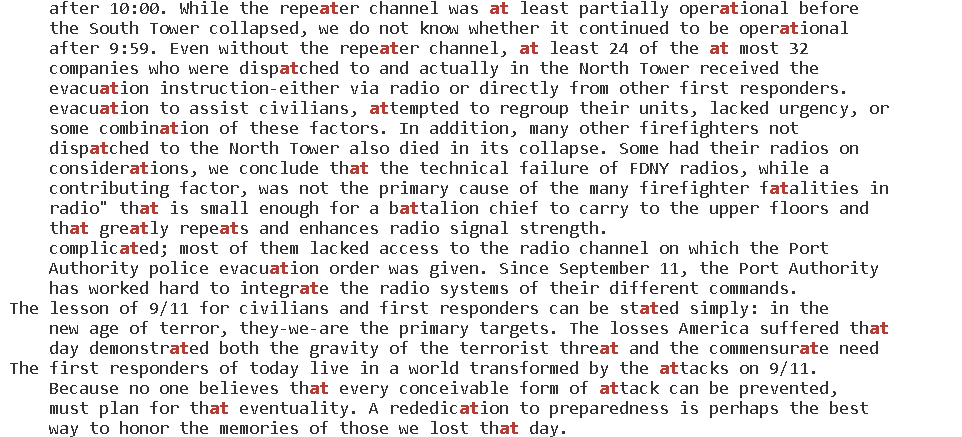 after 10:00. While the repeater channel was at least partially operational before
the South Tower collapsed, we do not know whether it continued to be operational
after 9:59. Even without the repeater channel, at least 24 of the at most 32
companies who were dispatched to and actually in the North Tower received the
evacuation instruction-either via radio or directly from other first responders.
evacuation to assist civilians, attempted to regroup their units, lacked urgency, or
some combination of these factors. In addition, many other firefighters not
dispatched to the North Tower also died in its collapse. Some had their radios on
considerations, we conclude that the technical failure of FDNY radios, while a
contributing factor, was not the primary cause of the many firefighter fatalities in
radio" that is small enough for a battalion chief to carry to the upper floors and
that greatly repeats and enhances radio signal strength.
complicated; most of them lacked access to the radio channel on which the Port
Authority police evacuation order was given. Since September 11, the Port Authority
has worked hard to integrate the radio systems of their different commands.
The lesson of 9/11 for civilians and first responders can be stated simply: in the
new age of terror, they-we-are the primary targets. The losses America suffered that
day demonstrated both the gravity of the terrorist threat and the commensurate need
The first responders of today live in a world transformed by the attacks on 9/11.
Because no one believes that every conceivable form of attack can be prevented,
must plan for that eventuality. A rededication to preparedness is perhaps the best
way to honor the memories of those we lost that day.